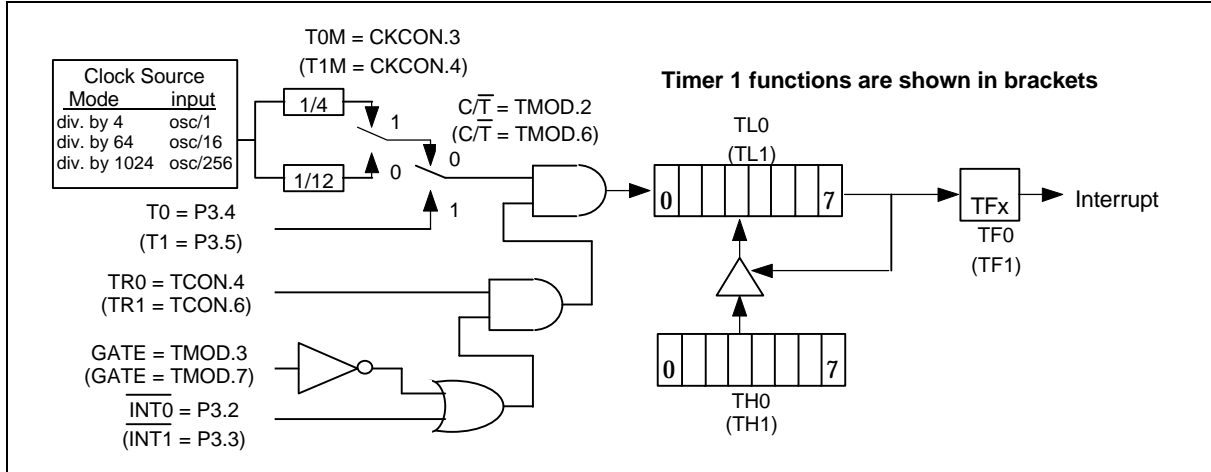 T0M = CKCON.3
(T1M = CKCON.4)
Clock Source
Mode input
div. by 4 osc/1
div. by 64 osc/16
div. by 1024 osc/256
1/4
1/12
1
0
C/T̅ = TMOD.2
(C/T̅ = TMOD.6)
0
1
T0 = P3.4
(T1 = P3.5)
TR0 = TCON.4
(TR1 = TCON.6)
GATE = TMOD.3
(GATE = TMOD.7)
I̅N̅T̅0̅ = P3.2
(I̅N̅T̅1̅ = P3.3)
Timer 1 functions are shown in brackets
TL0
(TL1)
0 7
TFx
TF0
(TF1)
Interrupt
0 7
TH0
(TH1)